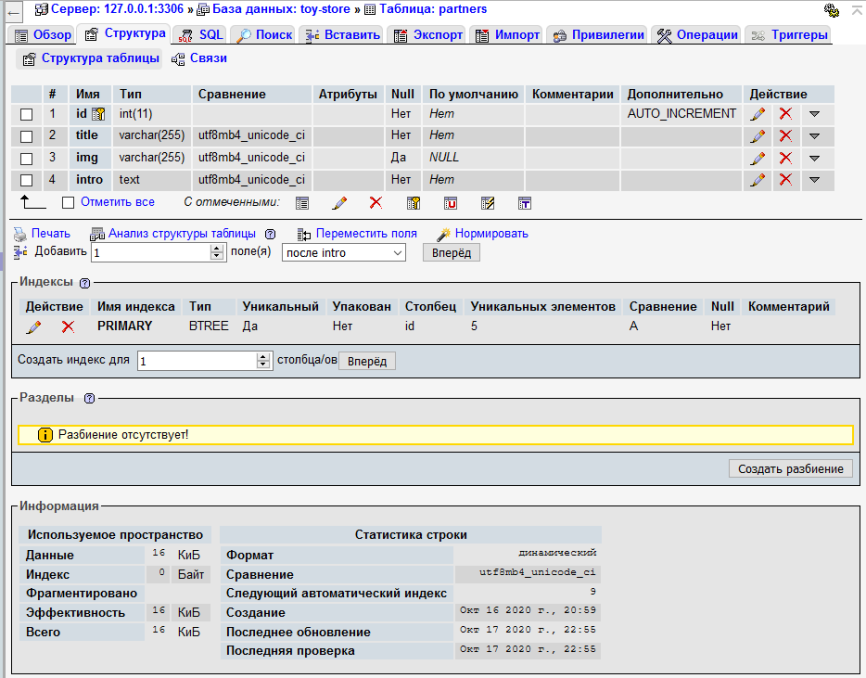 Сервер: 127.0.0.1:3306 » База данных: toy-store » Таблица: partners
Обзор Структура SQL Поиск Вставить Экспорт Импорт Привилегии Операции Триггеры
Структура таблицы Связи
# Имя Тип Сравнение Атрибуты Null По умолчанию Комментарии Дополнительно Действие
1 id int(11) Нет Нет AUTO_INCREMENT
2 title varchar(255) utf8mb4_unicode_ci Нет Нет
3 img varchar(255) utf8mb4_unicode_ci Да NULL
4 intro text utf8mb4_unicode_ci Нет Нет
Отметить все С отмеченными:
Печать Анализ структуры таблицы Переместить поля Нормировать
Добавить 1 поле(я) после intro Вперёд
Индексы
Действие Имя индекса Тип Уникальный Упакован Столбец Уникальных элементов Сравнение Null Комментарий
PRIMARY BTREE Да Нет id 5 A Нет
Создать индекс для 1 столбца/ов Вперёд
Разделы
Разбиение отсутствует!
Создать разбиение
Информация
Используемое пространство Статистика строки
Данные 16 КиБ Формат динамический
Индекс 0 Байт Сравнение utf8mb4_unicode_ci
Фрагментировано Следующий автоматический индекс 9
Эффективность 16 КиБ Создание Окт 16 2020 г., 20:59
Всего 16 КиБ Последнее обновление Окт 17 2020 г., 22:55
Последняя проверка Окт 17 2020 г., 22:55